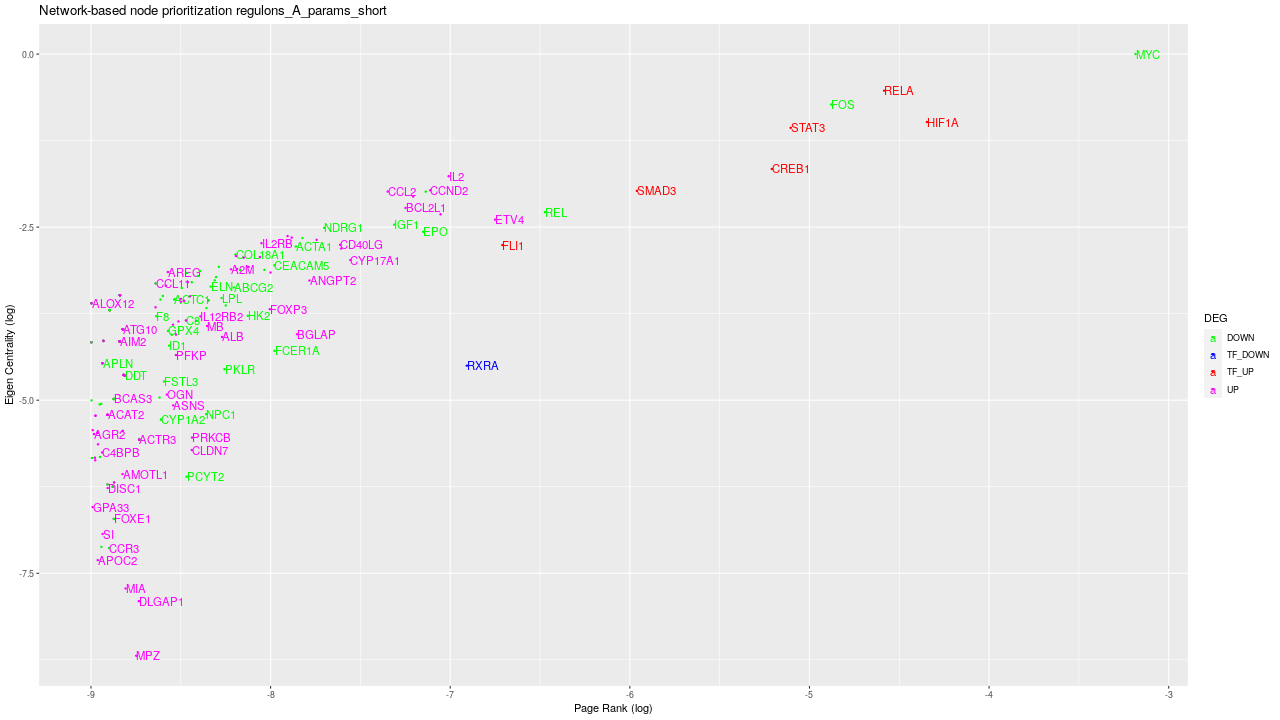 Network-based node prioritization regulons_A_params_short
Eigen Centrality (log)
0.0
-2.5
-5.0
-7.5
MYC
RELA
FOS
HIF1A
STAT3
CREB1
IL2
SMAD3
CCL2
CCND2
BCL2L1
REL
ETV4
IGF1
NDRG1
EPO
IL2RB
CD40LG
FLI1
ACTA1
COL18A1
CYP17A1
CEACAM5
A2M
AREG
ANGPT2
CCL11
ELN
ABCG2
LPL
ACTC1
ALOX12
FOXP3
F8
IL12RB2
HK2
C8
MB
ATG10
GPX4
BGLAP
ALB
AIM2
ID1
FCER1A
PFKP
APLN
RXRA
PKLR
DDT
FSTL3
OGN
BCAS3
ASNS
ACAT2
NPC1
CYP1A2
AGR2
PRKCB
ACTR3
CLDN7
C4BPB
AMOTL1
PCYT2
DISC1
GPA33
FOXE1
SI
CCR3
APOC2
MIA
DLGAP1
MPZ
-9 -8 -7 -6 -5 -4 -3
Page Rank (log)
DEG
a DOWN
a TF_DOWN
a TF_UP
a UP